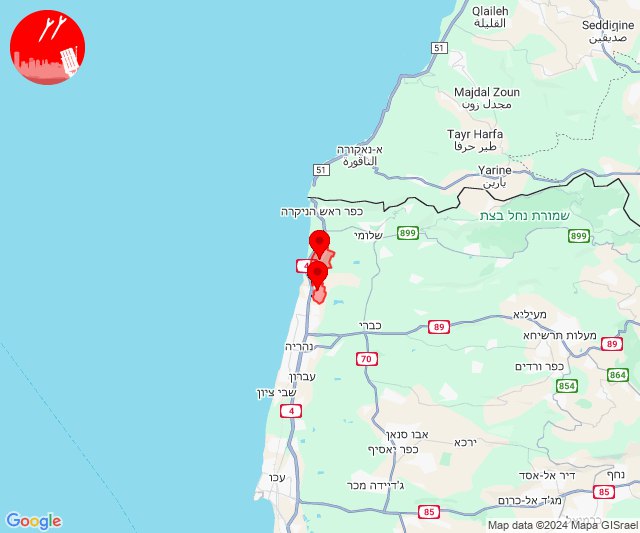 Qlaileh
القليلة
Seddiqine
صديقين
51
Majdal Zoun
مجدل زون
Tayr Harfa
طير حرفا
א-נאקורה
الناقورة
51
Yarine
يارين
כפר ראש הניקרה
שמורת נחל בצת
שלומי
899
899
4
כברי
89
מעיליא
מעלות תרשיחא
89
נהריה
70
כפר ורדים
864
854
עברון
שבי ציון
4
אבו סנאן
ירכא
כפר יאסיף
דיר אל-אסד
נחף
עכו
ג'דיידה מכר
מג'ד אל-כרום
85
85
Google
Map data ©2024 Mapa GISrael